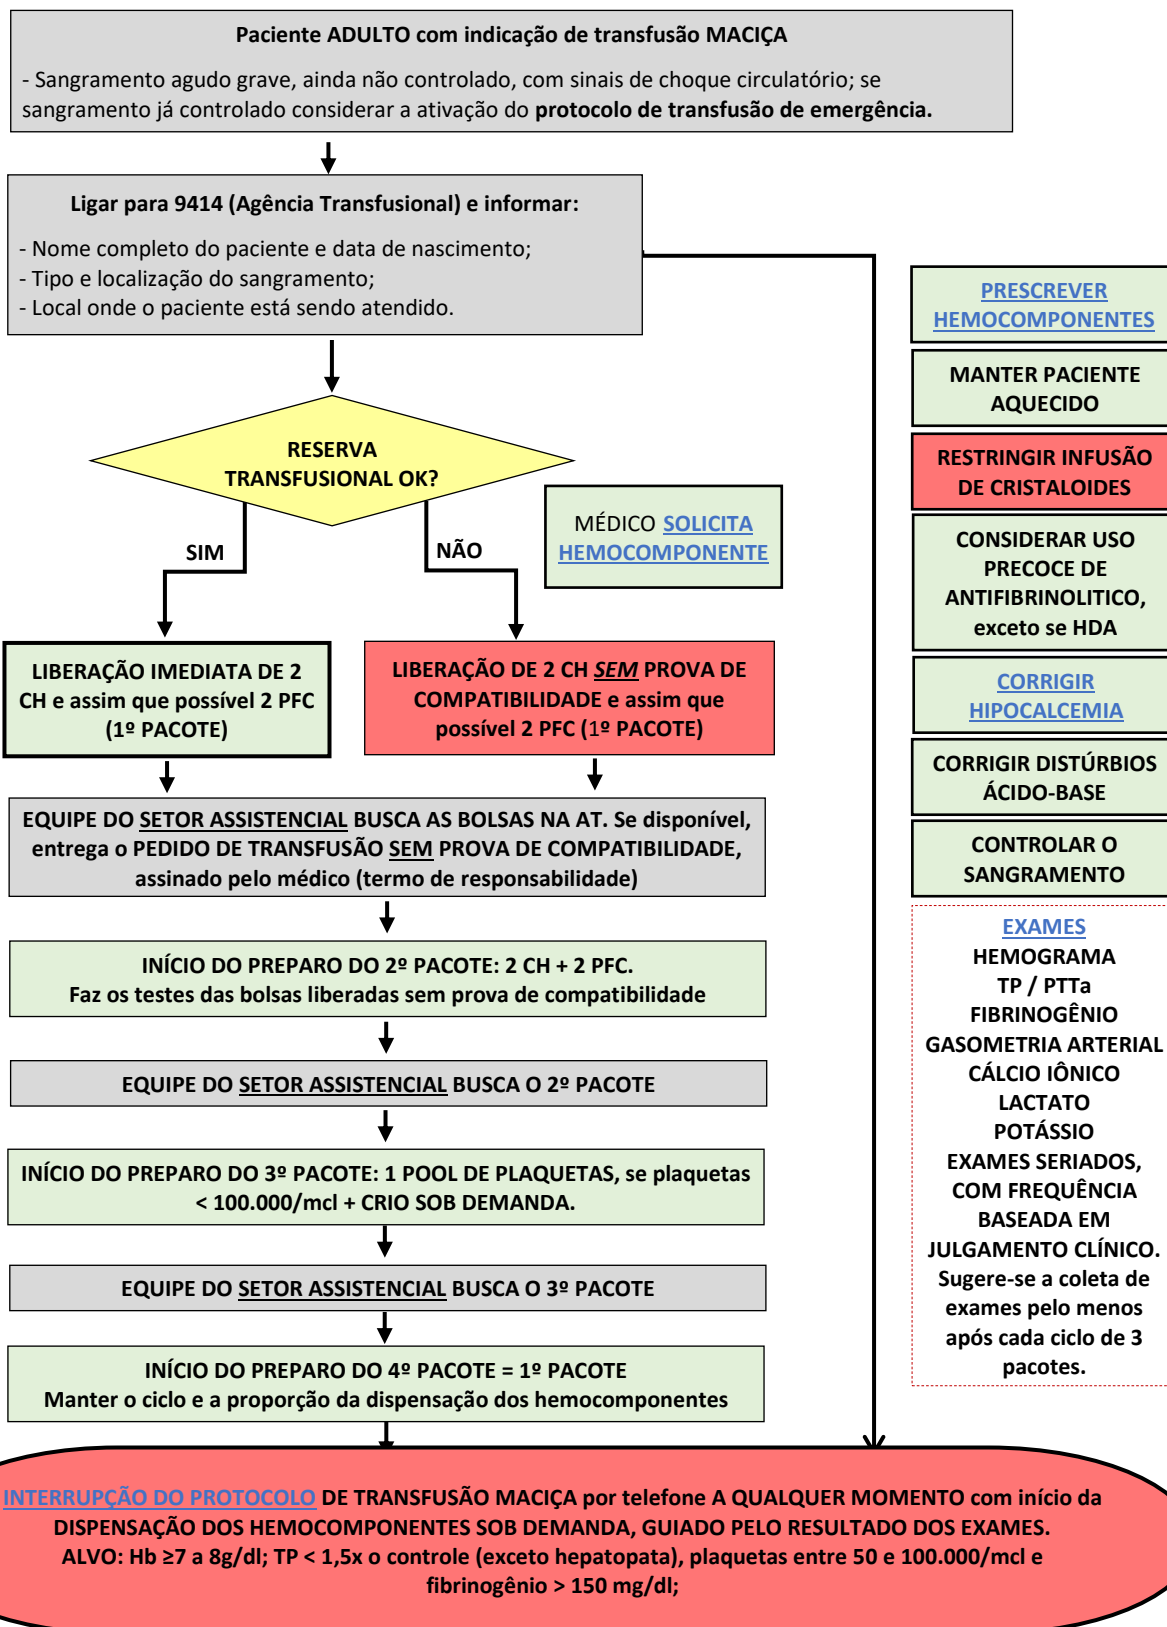 Paciente ADULTO com indicação de transfusão MACIÇA
- Sangramento agudo grave, ainda não controlado, com sinais de choque circulatório; se
sangramento já controlado considerar a ativação do protocolo de transfusão de emergência.
Ligar para 9414 (Agência Transfusional) e informar:
- Nome completo do paciente e data de nascimento;
- Tipo e localização do sangramento;
- Local onde o paciente está sendo atendido.
RESERVA
TRANSFUSIONAL OK?
SIM
NÃO
MÉDICO SOLICITA
HEMOCOMPONENTE
LIBERAÇÃO IMEDIATA DE 2
CH e assim que possível 2 PFC
(1º PACOTE)
LIBERAÇÃO DE 2 CH SEM PROVA DE
COMPATIBILIDADE e assim que
possível 2 PFC (1º PACOTE)
EQUIPE DO SETOR ASSISTENCIAL BUSCA AS BOLSAS NA AT. Se disponível,
entrega o PEDIDO DE TRANSFUSÃO SEM PROVA DE COMPATIBILIDADE,
assinado pelo médico (termo de responsabilidade)
INÍCIO DO PREPARO DO 2º PACOTE: 2 CH + 2 PFC.
Faz os testes das bolsas liberadas sem prova de compatibilidade
EQUIPE DO SETOR ASSISTENCIAL BUSCA O 2º PACOTE
INÍCIO DO PREPARO DO 3º PACOTE: 1 POOL DE PLAQUETAS, se plaquetas
< 100.000/mcl + CRIO SOB DEMANDA.
EQUIPE DO SETOR ASSISTENCIAL BUSCA O 3º PACOTE
INÍCIO DO PREPARO DO 4º PACOTE = 1º PACOTE
Manter o ciclo e a proporção da dispensação dos hemocomponentes
PRESCREVER
HEMOCOMPONENTES
MANTER PACIENTE
AQUECIDO
RESTRINGIR INFUSÃO
DE CRISTALOIDES
CONSIDERAR USO
PRECOCE DE
ANTIFIBRINOLITICO,
exceto se HDA
CORRIGIR
HIPOCALCEMIA
CORRIGIR DISTÚRBIOS
ÁCIDO-BASE
CONTROLAR O
SANGRAMENTO
EXAMES
HEMOGRAMA
TP / PTTa
FIBRINOGÊNIO
GASOMETRIA ARTERIAL
CÁLCIO IÔNICO
LACTATO
POTÁSSIO
EXAMES SERIADOS,
COM FREQUÊNCIA
BASEADA EM
JULGAMENTO CLÍNICO.
Sugere-se a coleta de
exames pelo menos
após cada ciclo de 3
pacotes.
INTERRUPÇÃO DO PROTOCOLO DE TRANSFUSÃO MACIÇA por telefone A QUALQUER MOMENTO com início da
DISPENSAÇÃO DOS HEMOCOMPONENTES SOB DEMANDA, GUIADO PELO RESULTADO DOS EXAMES.
ALVO: Hb ≥7 a 8g/dl; TP < 1,5x o controle (exceto hepatopata), plaquetas entre 50 e 100.000/mcl e
fibrinogênio > 150 mg/dl;